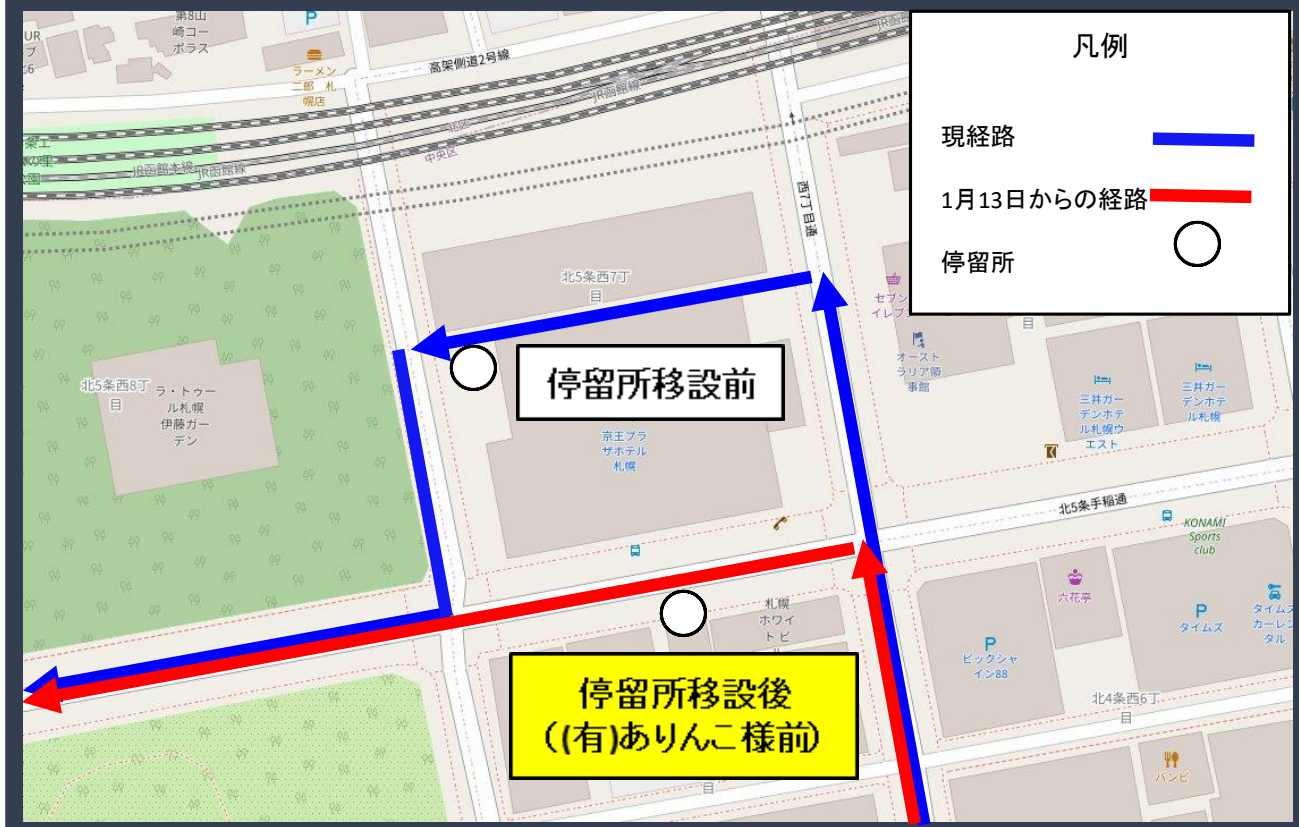 第8山
崎コー
ポラス
P
ラーメン
二郎 札
幌店
高架側道2号線
JR函館線
北区
中央区
JR函館本線
JR函館線
西7丁目通
凡例
現経路
1月13日からの経路
停留所
北5条西7丁
目
停留所移設前
京王プラ
ザホテル
札幌
北5条西8丁
目
ラ・トゥー
ル札幌
伊藤ガー
デン
オースト
ラリア領
事館
目
三井ガー
デンホテ
ル札幌ウ
エスト
三井ガー
デンホテ
ル札幌
北5条手稲通
KONAMI
Sports
club
六花亭
P
タイムズ
タイムズ
カーレン
タル
P
ビックシャ
イン88
北4条西6丁
目
バンビ
札幌
ホワイ
ト ビ
停留所移設後
((有)ありんこ様前)
目